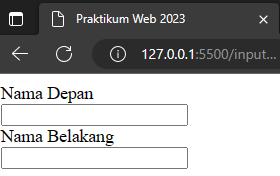 Praktikum Web 2023
127.0.0.1:5500/input...
Nama Depan
Nama Belakang